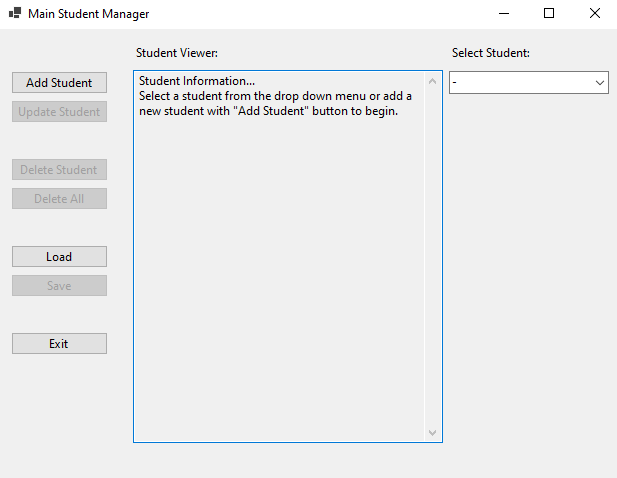 Main Student Manager
Student Viewer:
Select Student:
Add Student
Update Student
Delete Student
Delete All
Load
Save
Exit
Student Information...
Select a student from the drop down menu or add a
new student with "Add Student" button to begin.
-